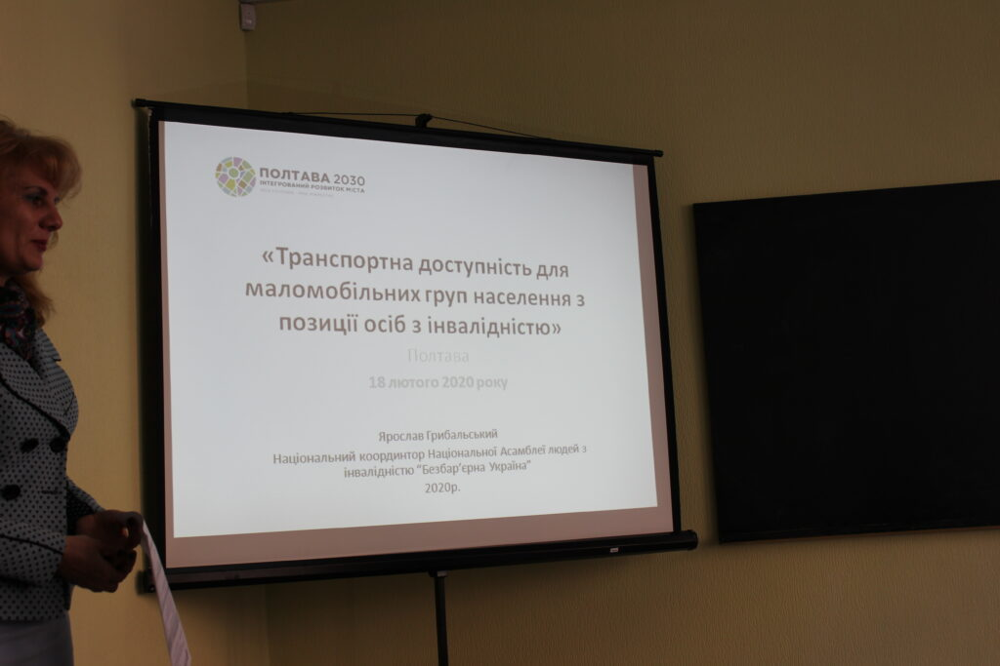 ПОЛТАВА 2030
ІНТЕГРОВАНИЙ РОЗВИТОК МІСТА
«Транспортна доступність для
маломобільних груп населення з
позиції осіб з інвалідністю»
Полтава
18 лютого 2020 року
Ярослав Грибальський
Національний координтор Національної Асамблеї людей з
інвалідністю "Безбар'єрна Україна"
2020р.